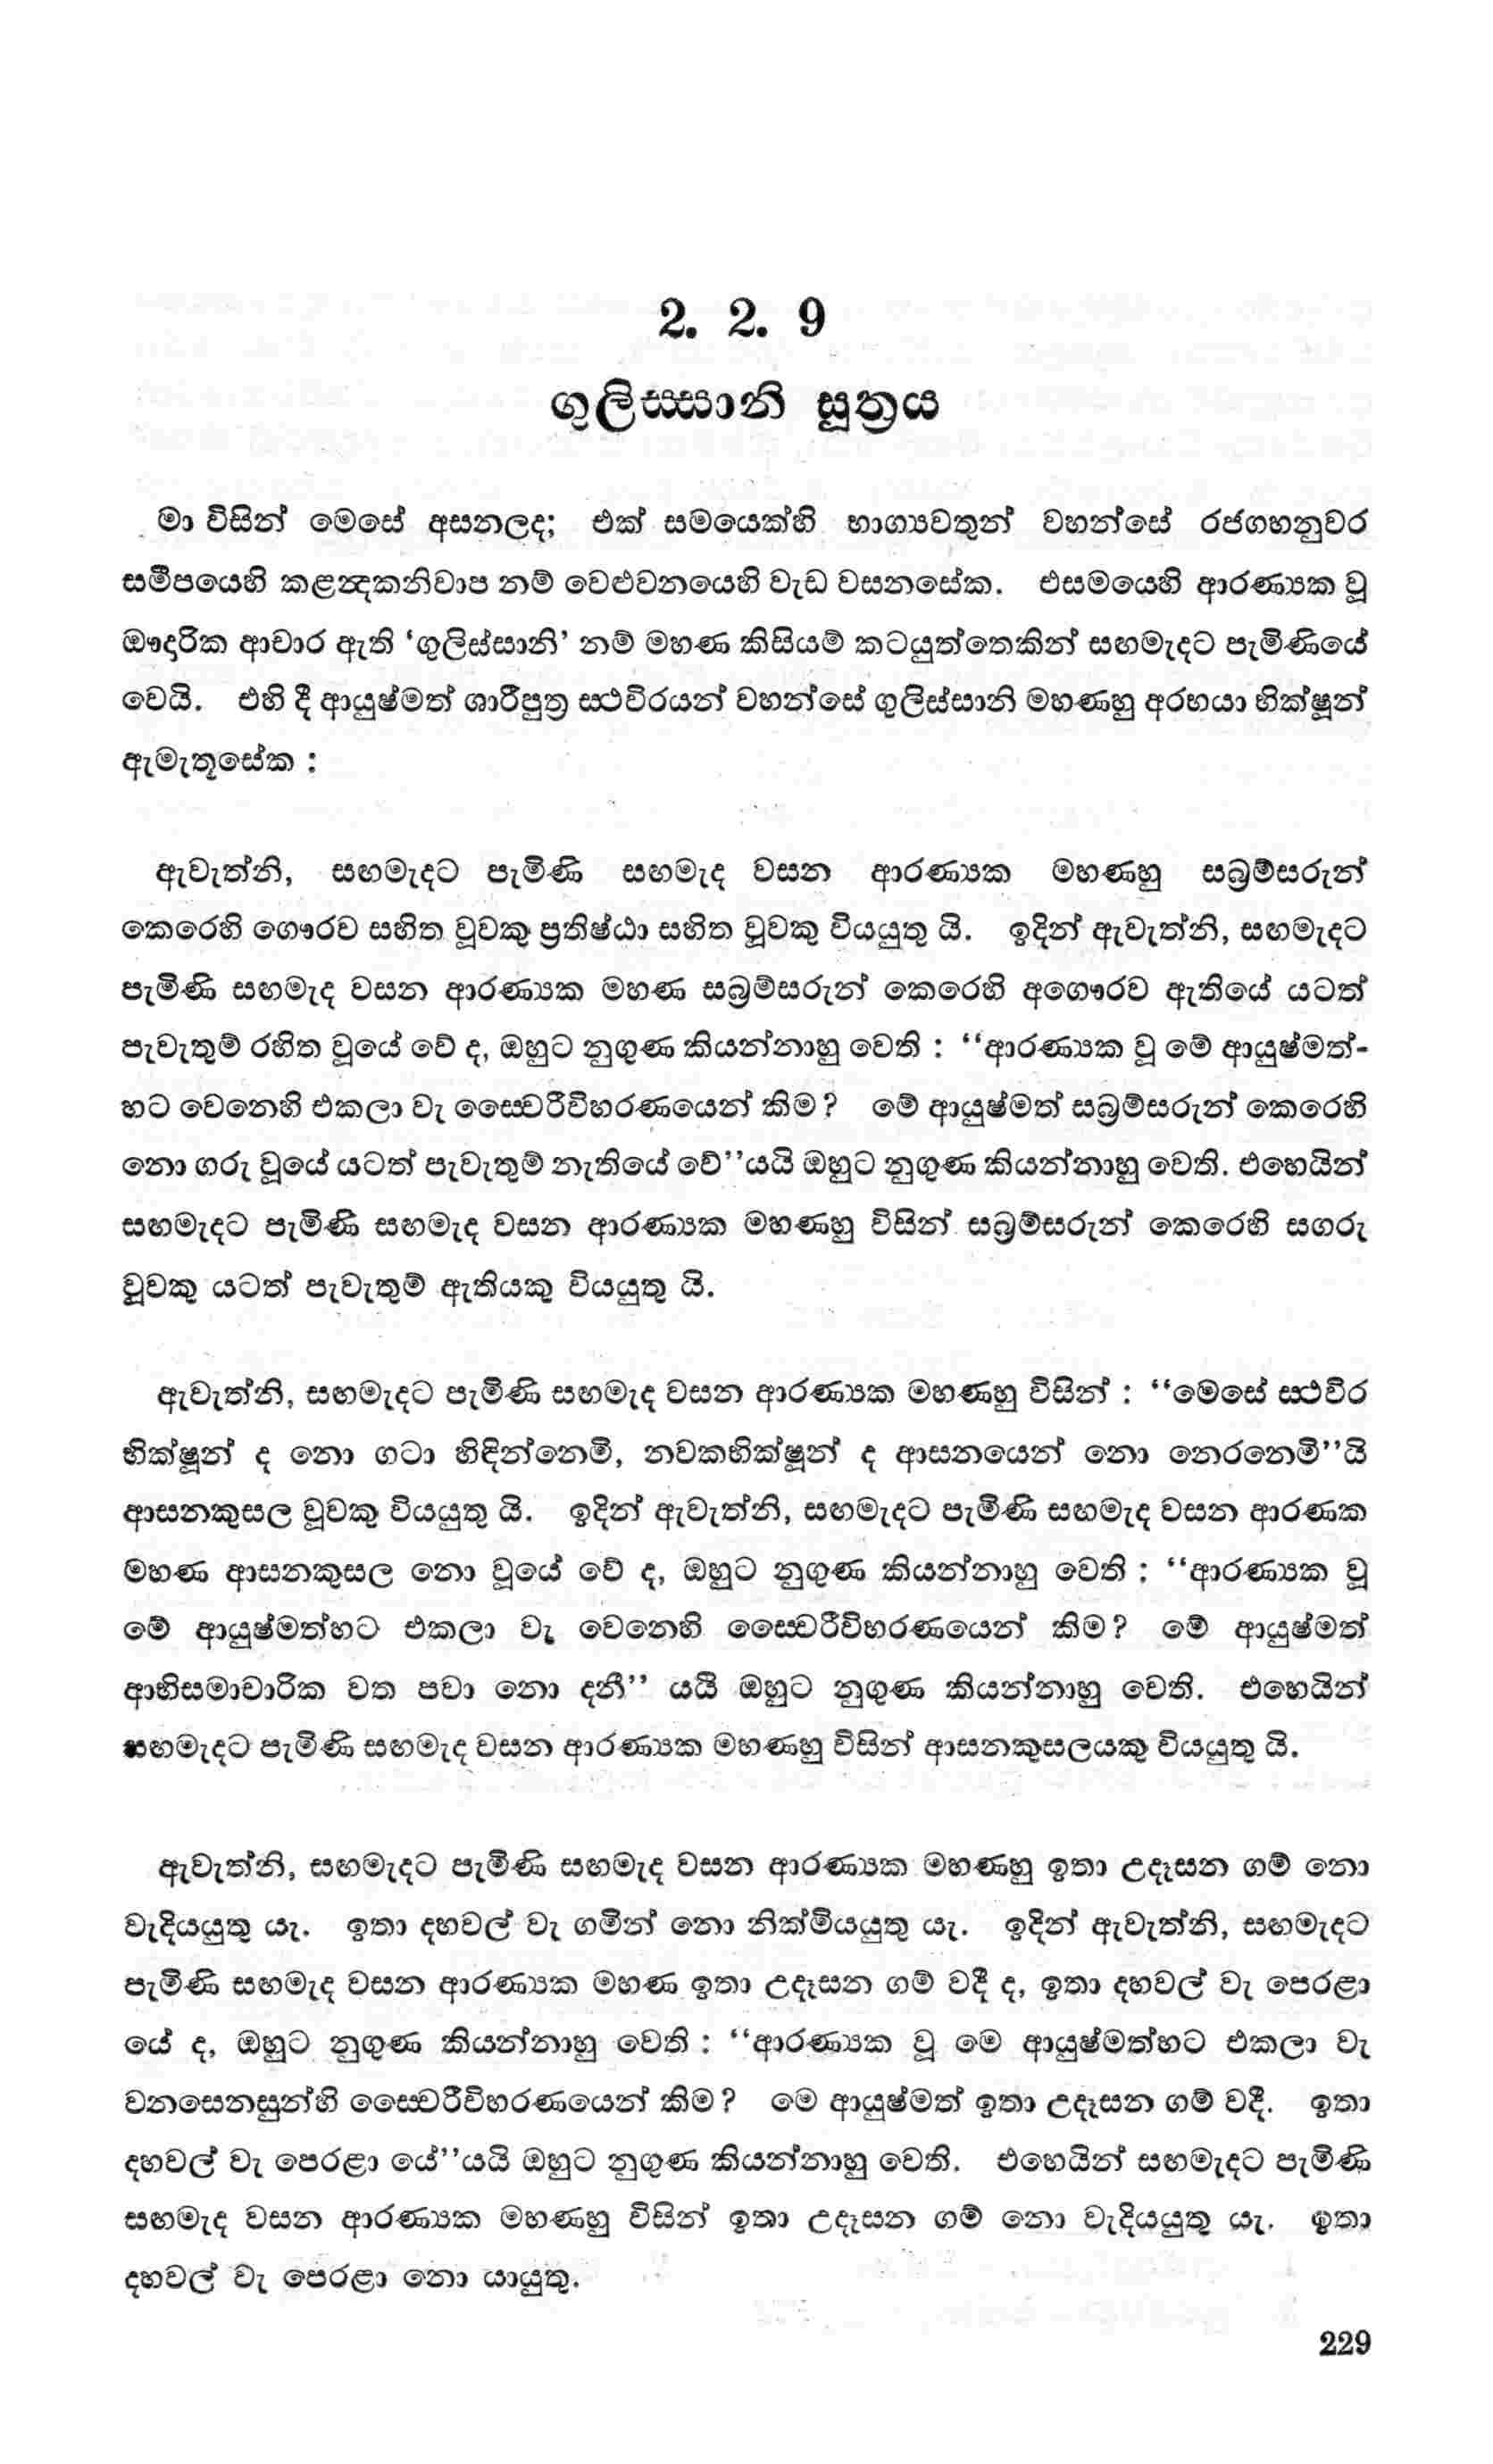 2. 2. 9
ගුලිස්සානි සූත්‍රය
මා විසින් මෙසේ අසනලද; එක් සමයෙක්හි භාග්‍යවතුන් වහන්සේ රජගහනුවර
සමීපයෙහි කළන්‍දකනිවාප නම් වෙළුවනයෙහි වැඩ වසනසේක. එසමයෙහි ආරණ්‍යක වූ
ඖදාරික ආචාර ඇති ‘ගුලිස්සානි’ නම් මහණ කිසියම් කටයුත්තෙකින් සඟමැදට පැමිණියේ
වෙයි. එහි දී ආයුෂ්මත් ශාරීපුත්‍ර ස්‍ථවිරයන් වහන්සේ ගුලිස්සානි මහණහු අරභයා භික්ෂූන්
ඇමැතූසේක :
ඇවැත්නි, සඟමැදට පැමිණි සඟමැද වසන ආරණ්‍යක මහණහු සබ්‍රම්සරුන්
කෙරෙහි ගෞරව සහිත වූවකු ප්‍රතිෂ්ඨා සහිත වූවකු වියයුතු යි. ඉදින් ඇවැත්නි, සඟමැදට
පැමිණි සඟමැද වසන ආරණ්‍යක මහණ සබ්‍රම්සරුන් කෙරෙහි අගෞරව ඇතියේ යටත්
පැවැතුම් රහිත වූයේ වේ ද, ඔහුට නුගුණ කියන්නාහු වෙති : ‘‘ආරණ්‍යක වූ මේ ආයුෂ්මත්-
හට වෙනෙහි එකලා වැ ස්වෛරීවිහරණයෙන් කිම? මේ ආයුෂ්මත් සබ්‍රම්සරුන් කෙරෙහි
නො ගරු වූයේ යටත් පැවැතුම් නැතියේ වේ’’යයි ඔහුට නුගුණ කියන්නාහු වෙති. එහෙයින්
සඟමැදට පැමිණි සඟමැද වසන ආරණ්‍යක මහණහු විසින් සබ්‍රම්සරුන් කෙරෙහි සගරු
වූවකු යටත් පැවැතුම් ඇතියකු වියයුතු යි.
ඇවැත්නි, සඟමැදට පැමිණි සඟමැද වසන ආරණ්‍යක මහණහු විසින් : ‘‘මෙසේ ස්‍ථවිර
භික්ෂූන් ද නො ගටා හිඳින්නෙමි, නවකභික්ෂූන් ද ආසනයෙන් නො නෙරනෙමි’’යි
ආසනකුසල වූවකු වියයුතු යි. ඉදින් ඇවැත්නි, සඟමැදට පැමිණි සඟමැද වසන ආරණක
මහණ ආසනකුසල නො වූයේ වේ ද, ඔහුට නුගුණ කියන්නාහු වෙති ; ‘‘ආරණ්‍යක වූ
මේ ආයුෂ්මත්හට එකලා වැ වෙනෙහි ස්වෛරීවිහරණයෙන් කිම? මේ ආයුෂ්මත්
ආභිසමාචාරික වත පවා නො දනී’’ යයි ඔහුට නුගුණ කියන්නාහු වෙති. එහෙයින්
සඟමැදට පැමිණි සඟමැද වසන ආරණ්‍යක මහණහු විසින් ආසනකුසලයකු වියයුතු යි.
ඇවැත්නි, සඟමැදට පැමිණි සඟමැද වසන ආරණ්‍යක මහණහු ඉතා උදෑසන ගම් නො
වැදියයුතු යැ. ඉතා දහවල් වැ ගමින් නො නික්මියයුතු යැ. ඉදින් ඇවැත්නි, සඟමැදට
පැමිණි සඟමැද වසන ආරණ්‍යක මහණ ඉතා උදෑසන ගම් වදී ද, ඉතා දහවල් වැ පෙරළා
යේ ද, ඔහුට නුගුණ කියන්නාහු වෙති : ‘‘ආරණ්‍යක වූ මෙ ආයුෂ්මත්හට එකලා වැ
වනසෙනසුන්හි ස්වෛරීවිහරණයෙන් කිම? මෙ ආයුෂ්මත් ඉතා උදෑසන ගම් වදී. ඉතා
දහවල් වැ පෙරළා යේ’’යයි ඔහුට නුගුණ කියන්නාහු වෙති. එහෙයින් සඟමැදට පැමිණි
සඟමැද වසන ආරණ්‍යක මහණහු විසින් ඉතා උදෑසන ගම් නො වැදියයුතු යැ. ඉතා
දහවල් වැ පෙරළා නො යායුතු.
229